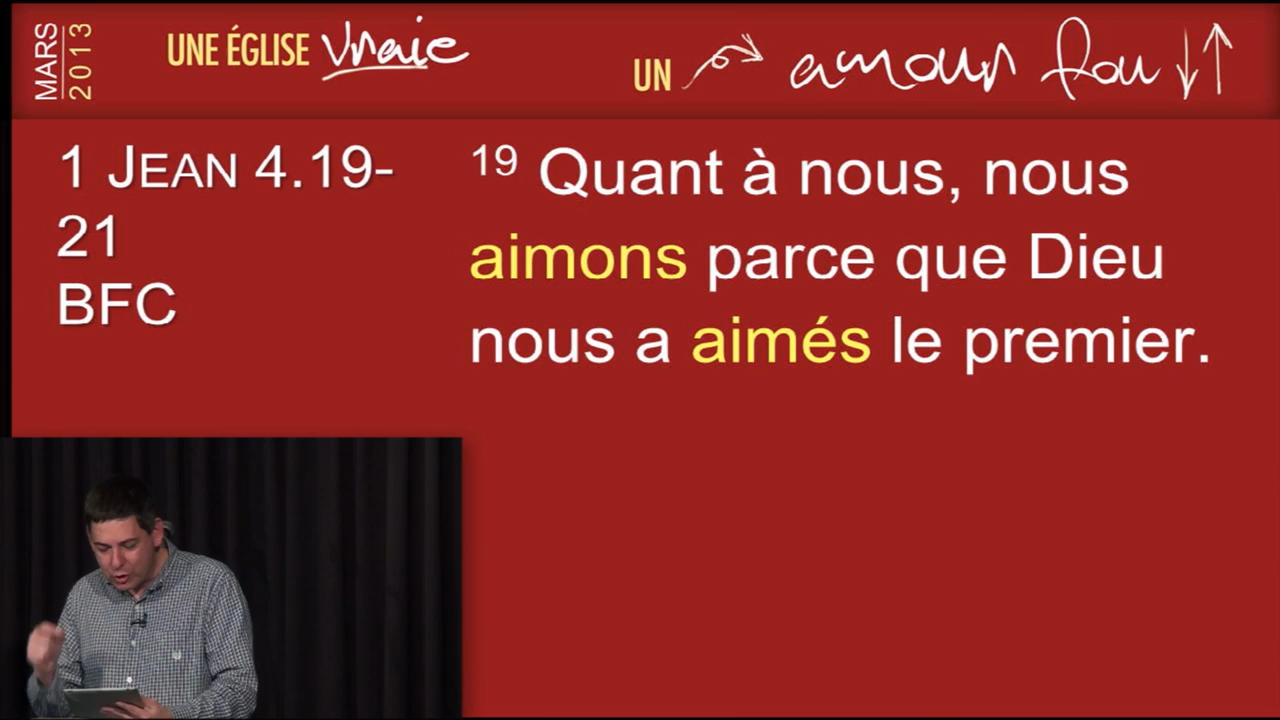 MARS
2013
UNE ÉGLISE vraie
UN amour fou
1 JEAN 4.19-
21
BFC
19 Quant à nous, nous
aimons parce que Dieu
nous a aimés le premier.